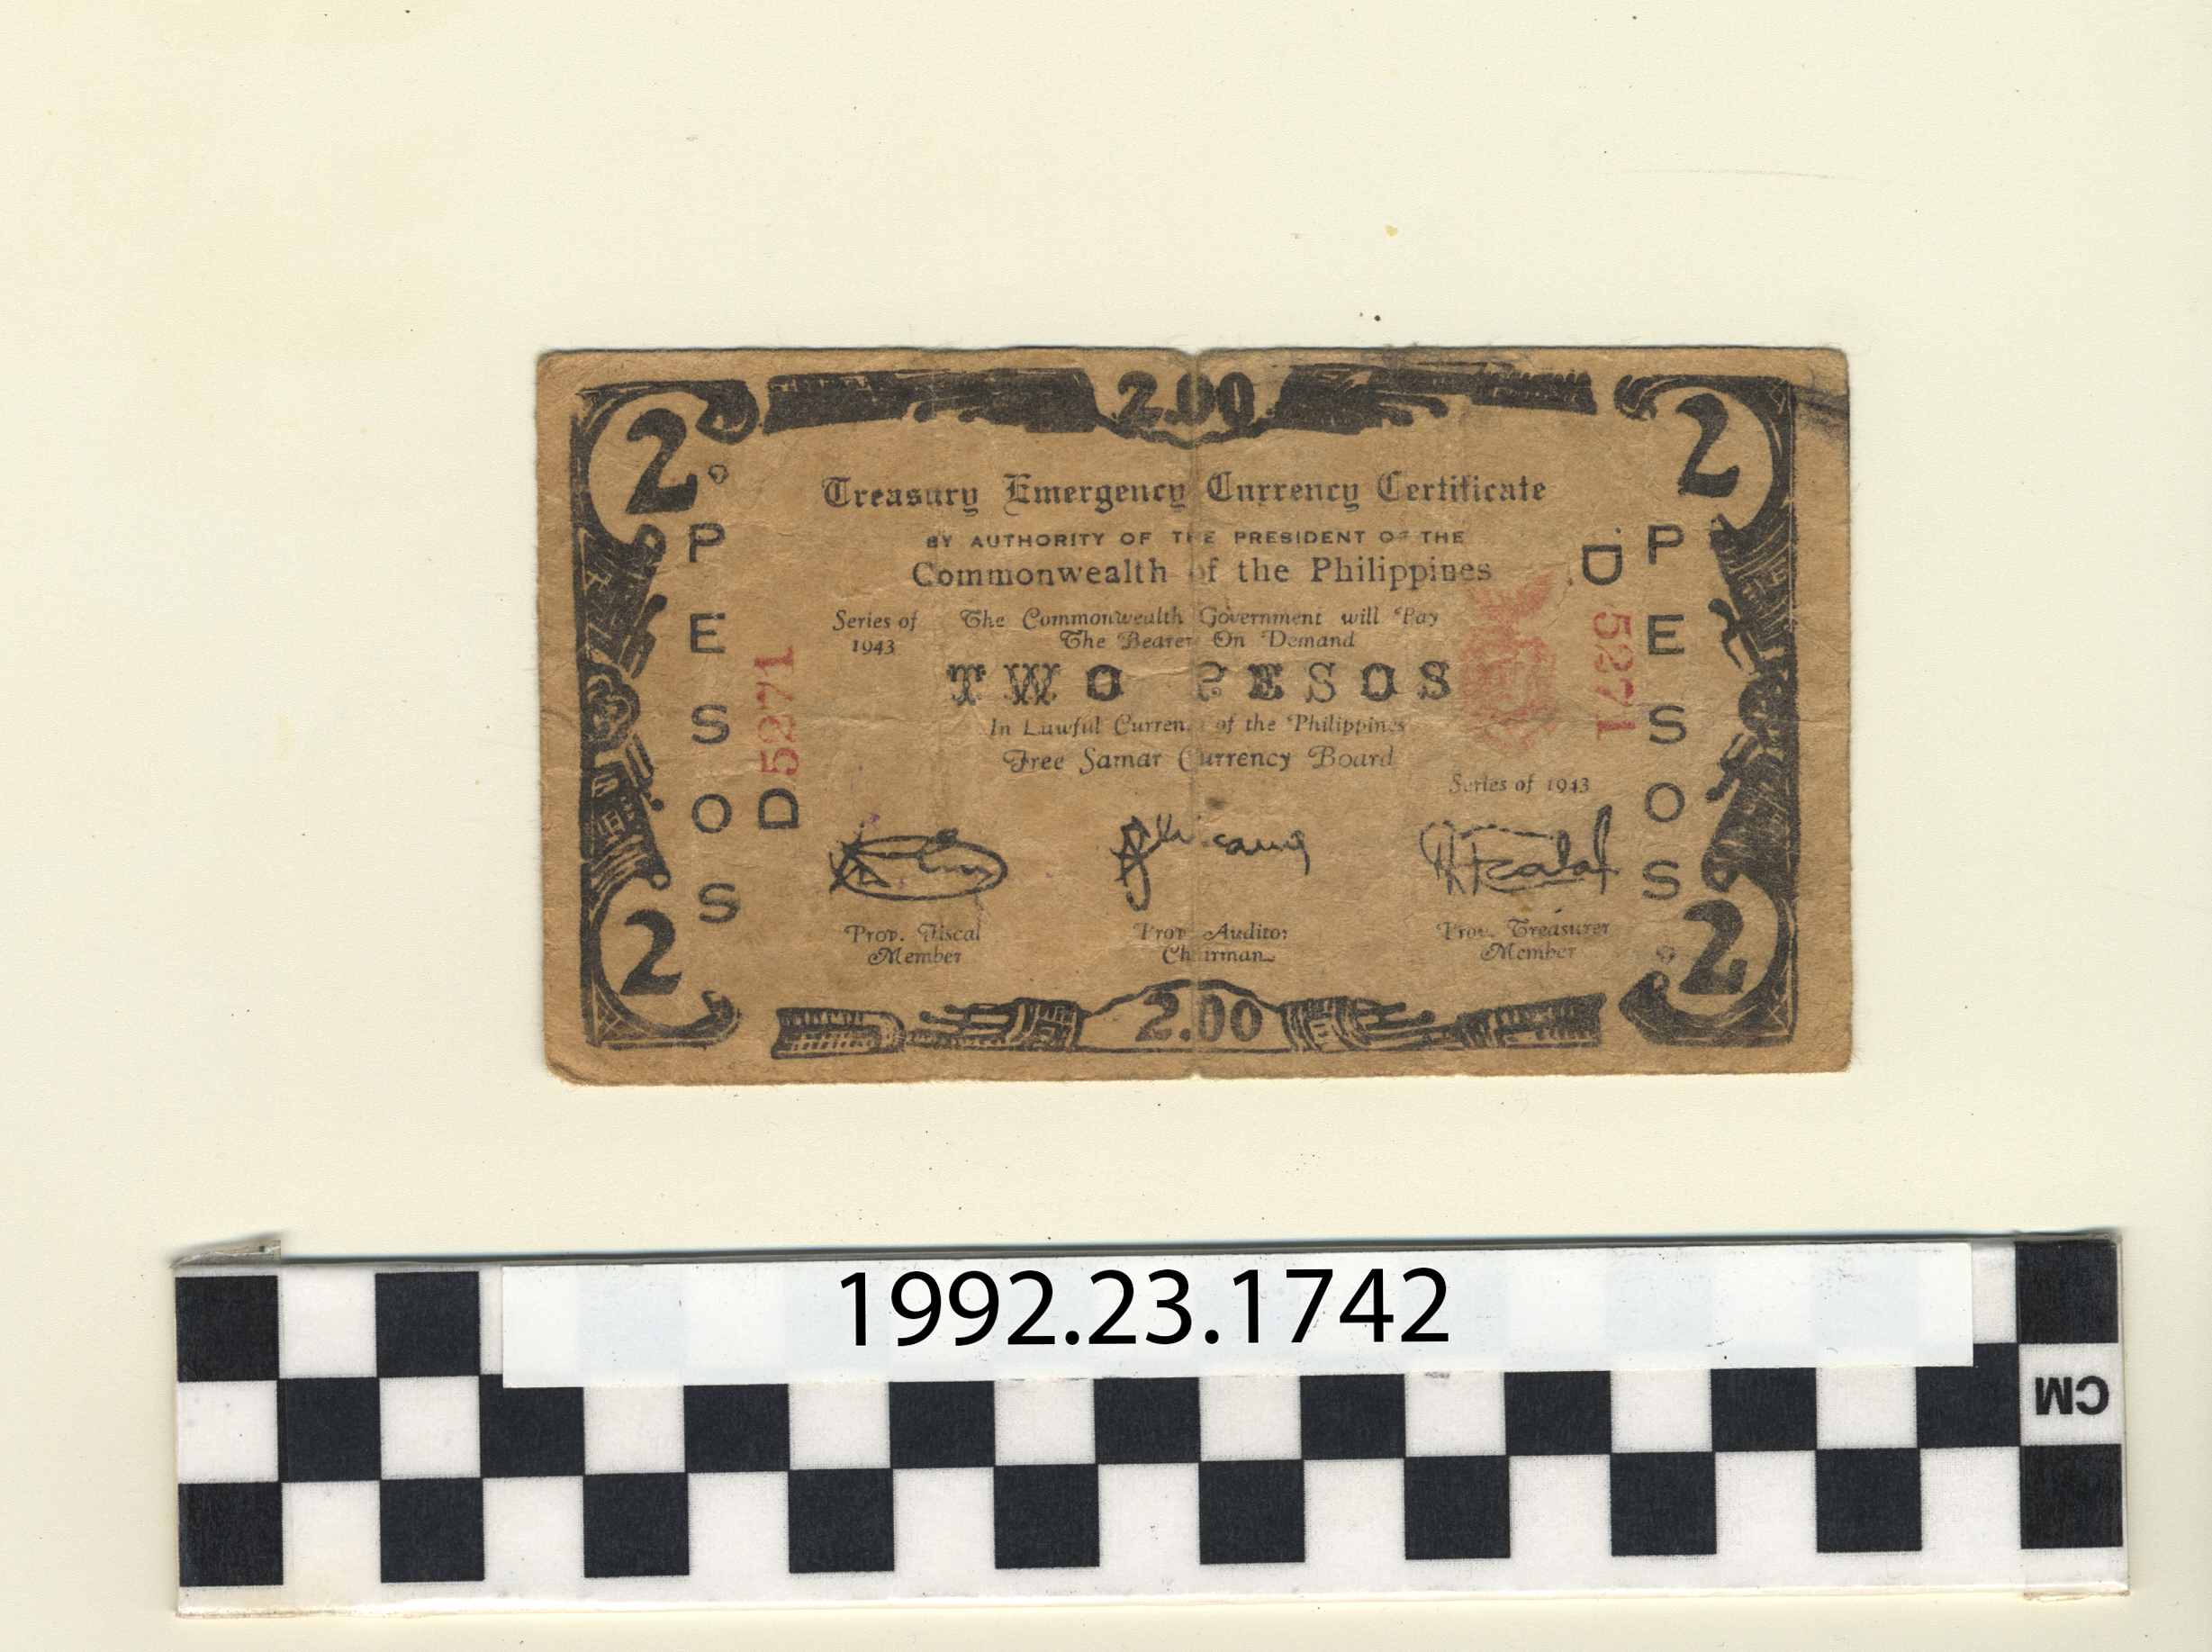 2.00
2 2
Treasury Emergency Currency Certificate
BY AUTHORITY OF THE PRESIDENT OF THE
Commonwealth of the Philippines
Series of 1943
The Commonwealth Government will Pay
The Bearer On Demand
TWO PESOS
In Lawful Currency of the Philippines
Free Samar Currency Board
Series of 1943
PESOS
D5271
D 5271
PESOS
Prov. Fiscal
Member
Prov. Auditor
Chairman
Prov. Treasurer
Member
2 2
2.00
1992.23.1742
CM